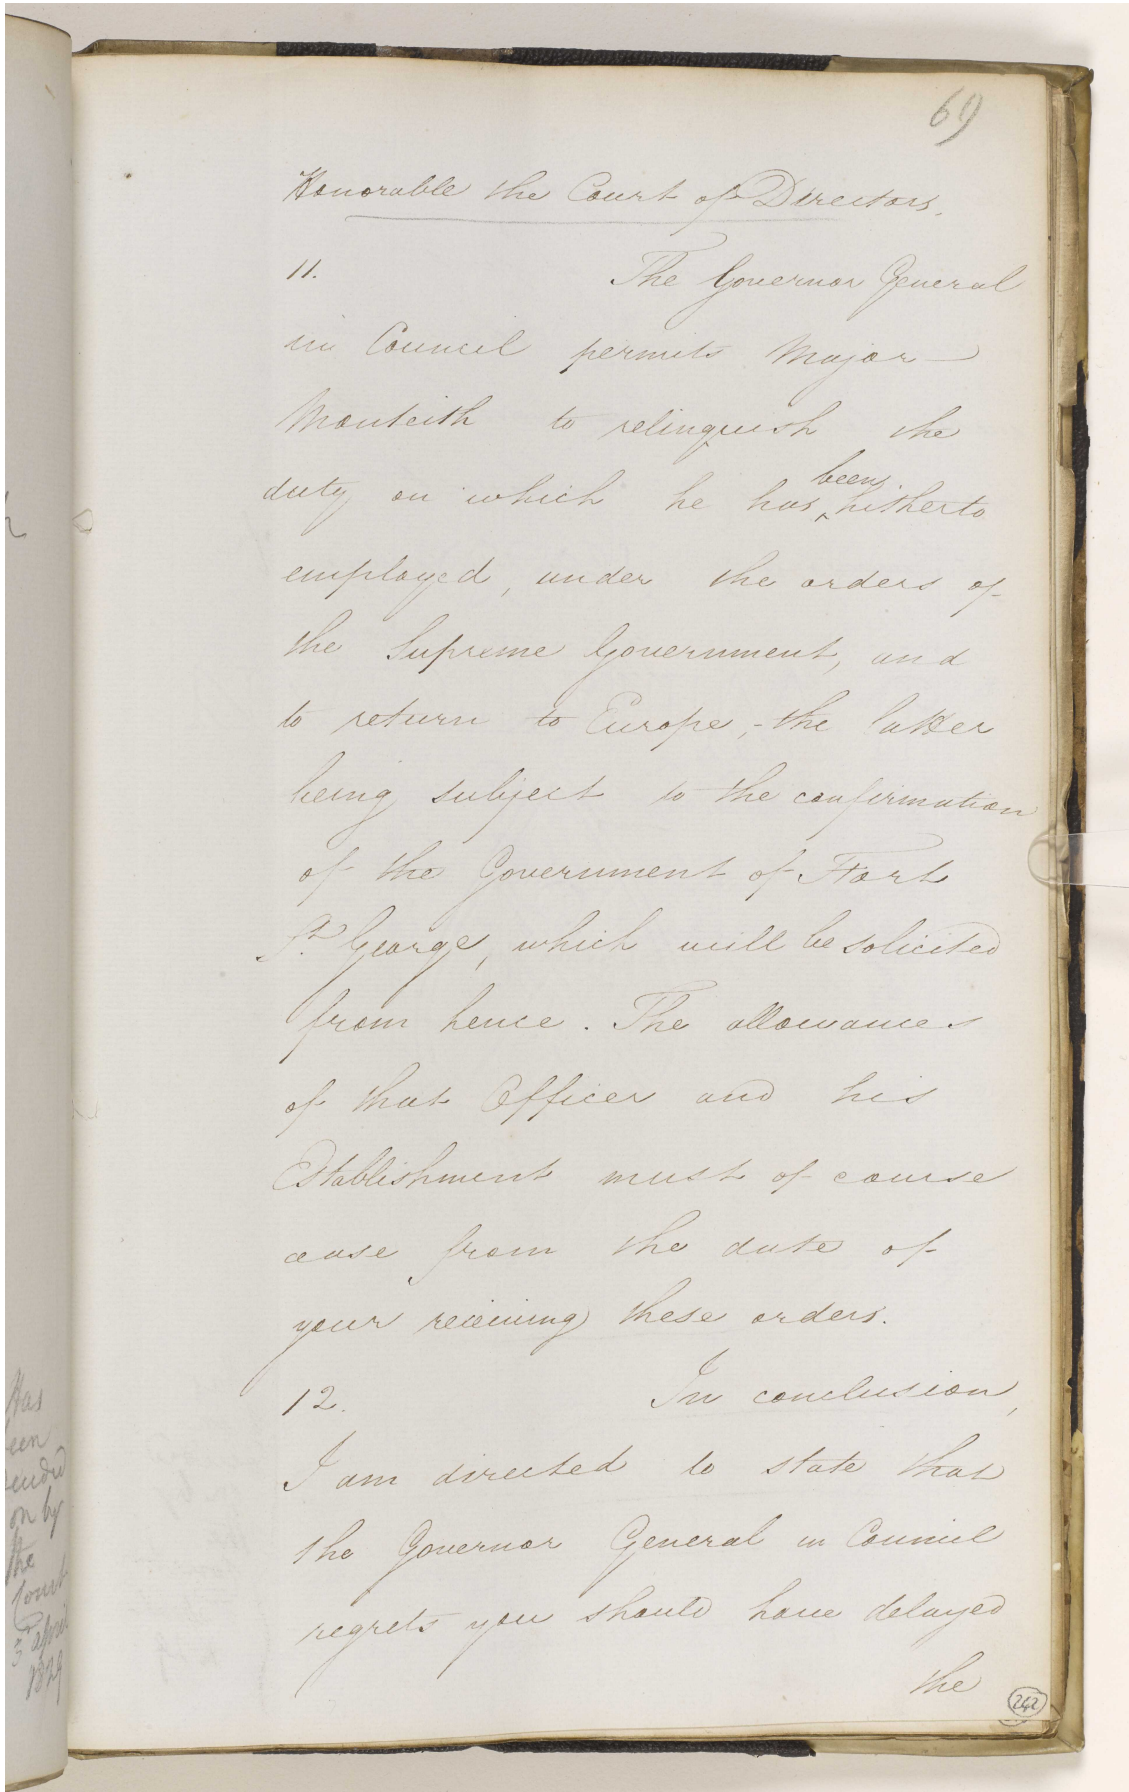 69
Honorable the Court of Directors.
11. The Governor General
in Council permits Major
Monteith to relinquish the
duty on which he has been hitherto
employed, under the orders of
the Supreme Government, and
to return to Europe, - the latter
being subject to the confirmation
of the Government of Fort
St. George, which will be solicited
from hence. The allowances
of that Officer and his
Establishment must of course
cease from the date of
your receiving these orders.
12. In conclusion,
I am directed to state that
the Governor General in Council
regrets you should have delayed
the
242
Has
een
on by
the
Court
3 April
1829